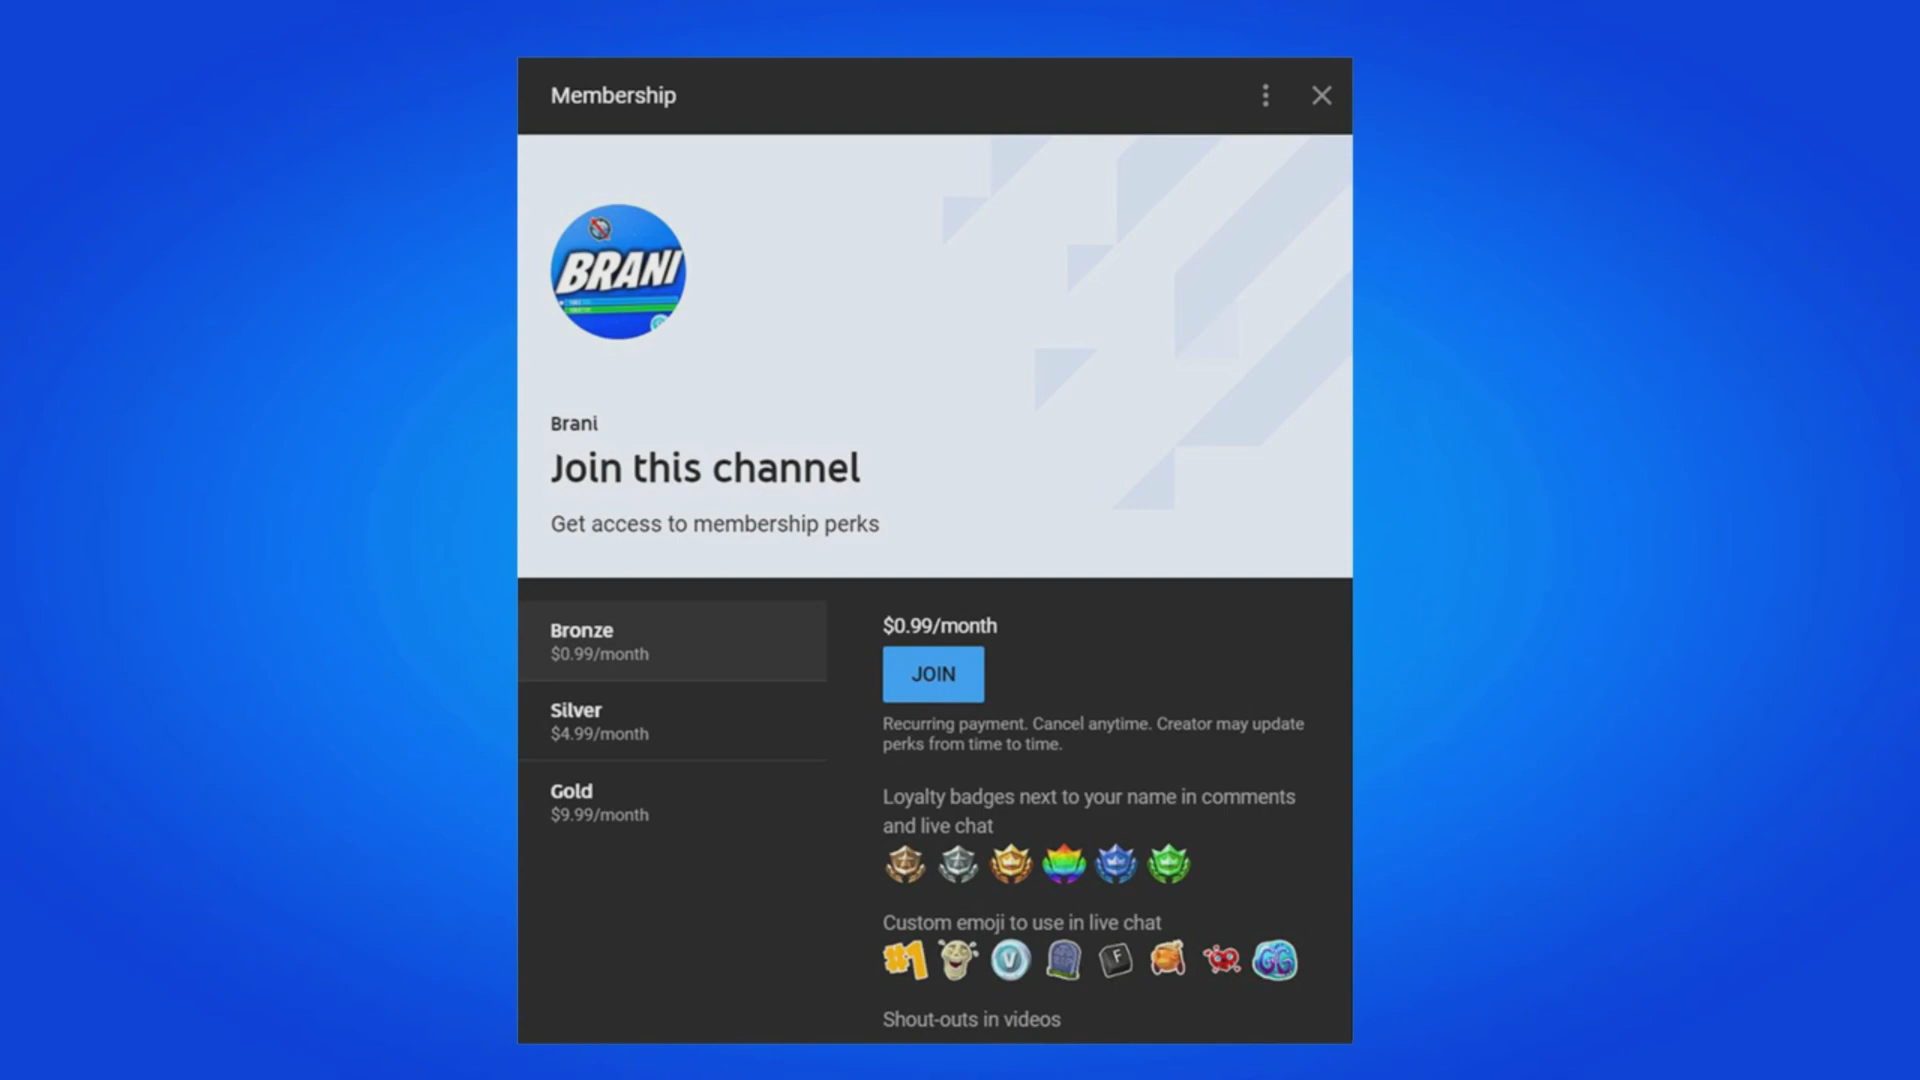 Membership
BRANI
Brani
Join this channel
Get access to membership perks
Bronze
$0.99/month
Silver
$4.99/month
Gold
$9.99/month
$0.99/month
JOIN
Recurring payment. Cancel anytime. Creator may update
perks from time to time.
Loyalty badges next to your name in comments
and live chat
Custom emoji to use in live chat
#1 V F GG
Shout-outs in videos